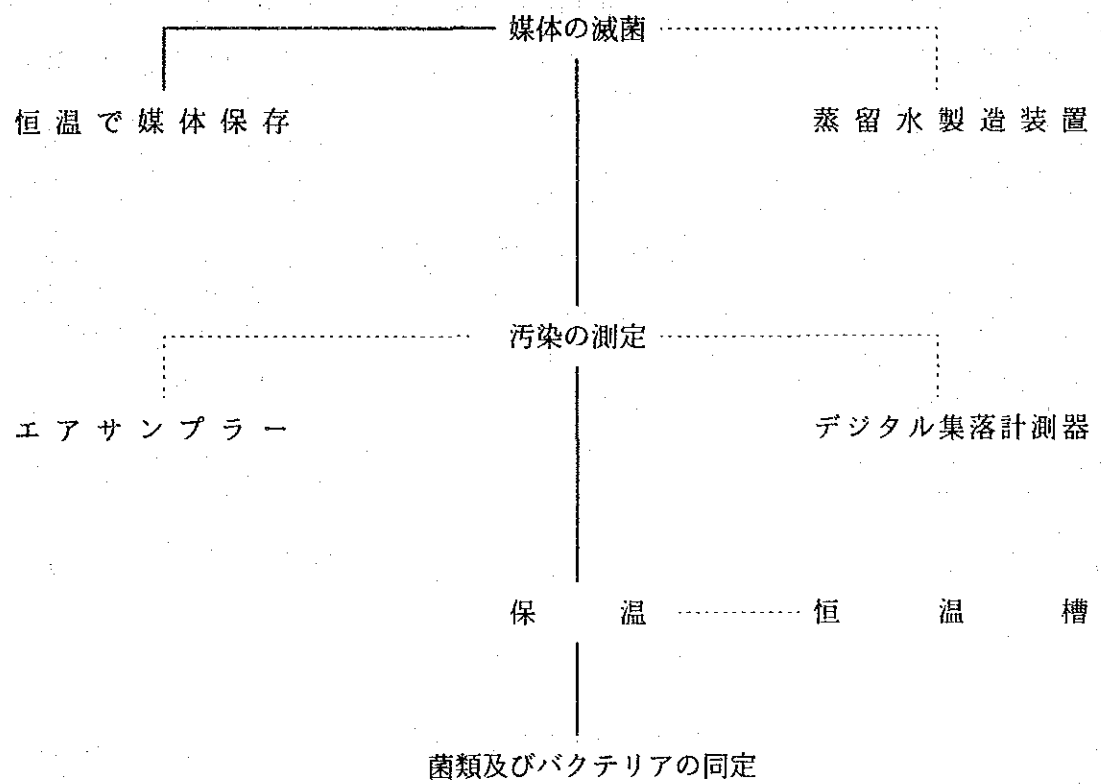 媒体の滅菌
恒温で媒体保存
蒸留水製造装置
汚染の測定
エアサンプラー
デジタル集落計測器
保温
恒温槽
菌類及びバクテリアの同定